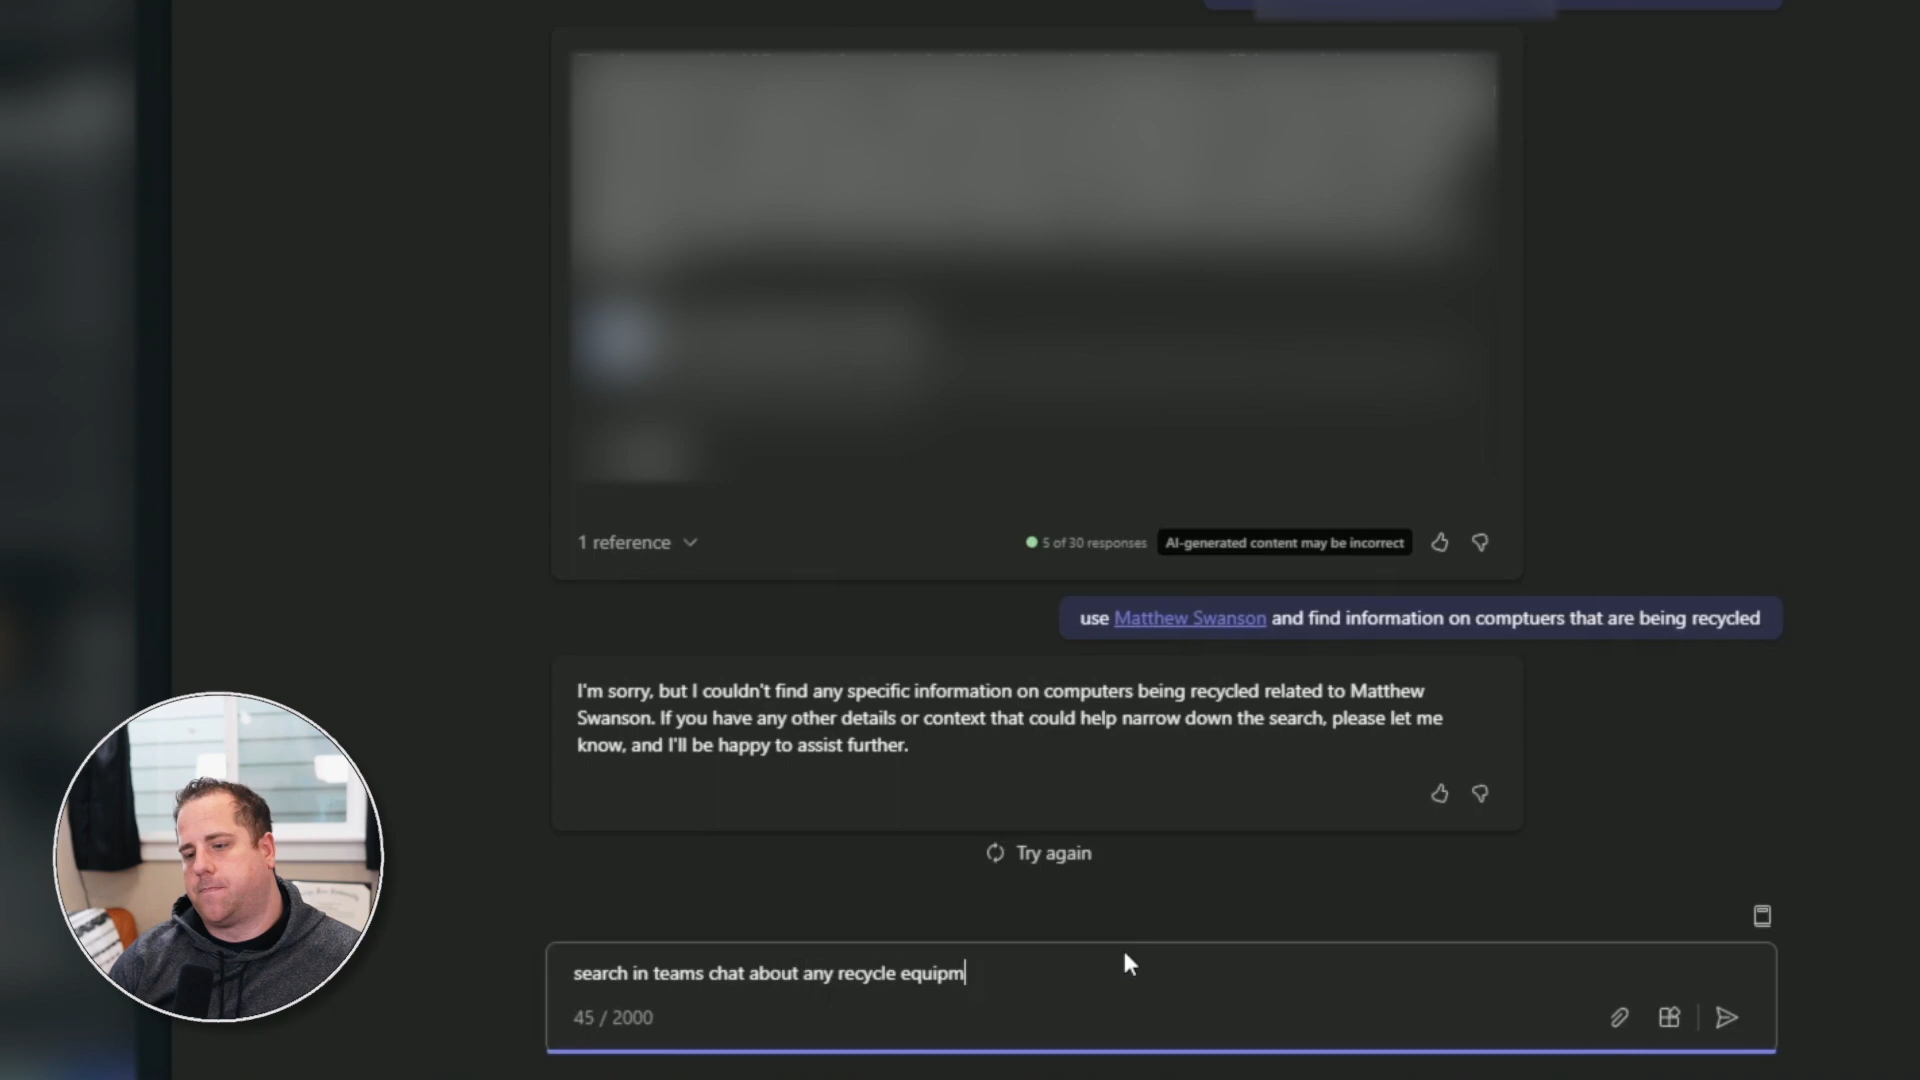 1 reference
5 of 30 responses
AI-generated content may be incorrect
use Matthew Swanson and find information on comptuers that are being recycled
I'm sorry, but I couldn't find any specific information on computers being recycled related to Matthew
Swanson. If you have any other details or context that could help narrow down the search, please let me
know, and I'll be happy to assist further.
Try again
search in teams chat about any recycle equipm
45 / 2000